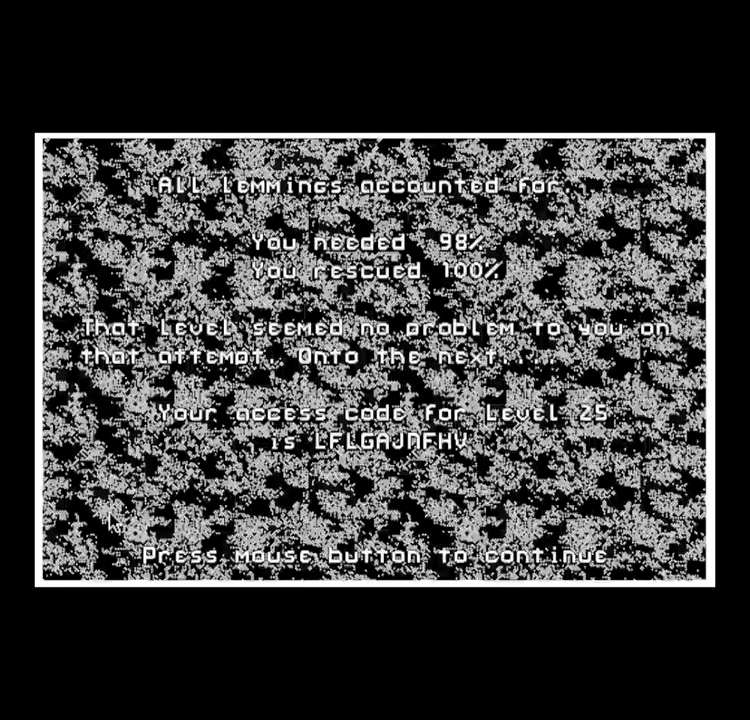 All lemmings accounted for.
You needed 98%
You rescued 100%
That level seemed no problem to you on
that attempt. Onto the next....
Your access code for Level 25
is LFLGAJNFHV
Press mouse button to continue